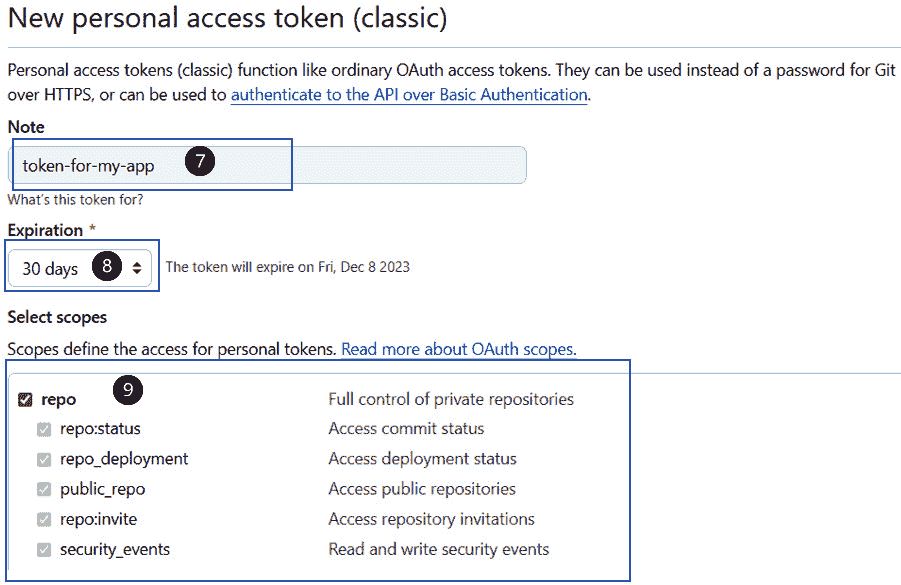 New personal access token (classic)
Personal access tokens (classic) function like ordinary OAuth access tokens. They can be used instead of a password for Git
over HTTPS, or can be used to authenticate to the API over Basic Authentication.
Note
token-for-my-app 7
What's this token for?
Expiration *
30 days 8 The token will expire on Fri, Dec 8 2023
Select scopes
Scopes define the access for personal tokens. Read more about OAuth scopes.
9
repo Full control of private repositories
repo:status Access commit status
repo_deployment Access deployment status
public_repo Access public repositories
repo:invite Access repository invitations
security_events Read and write security events